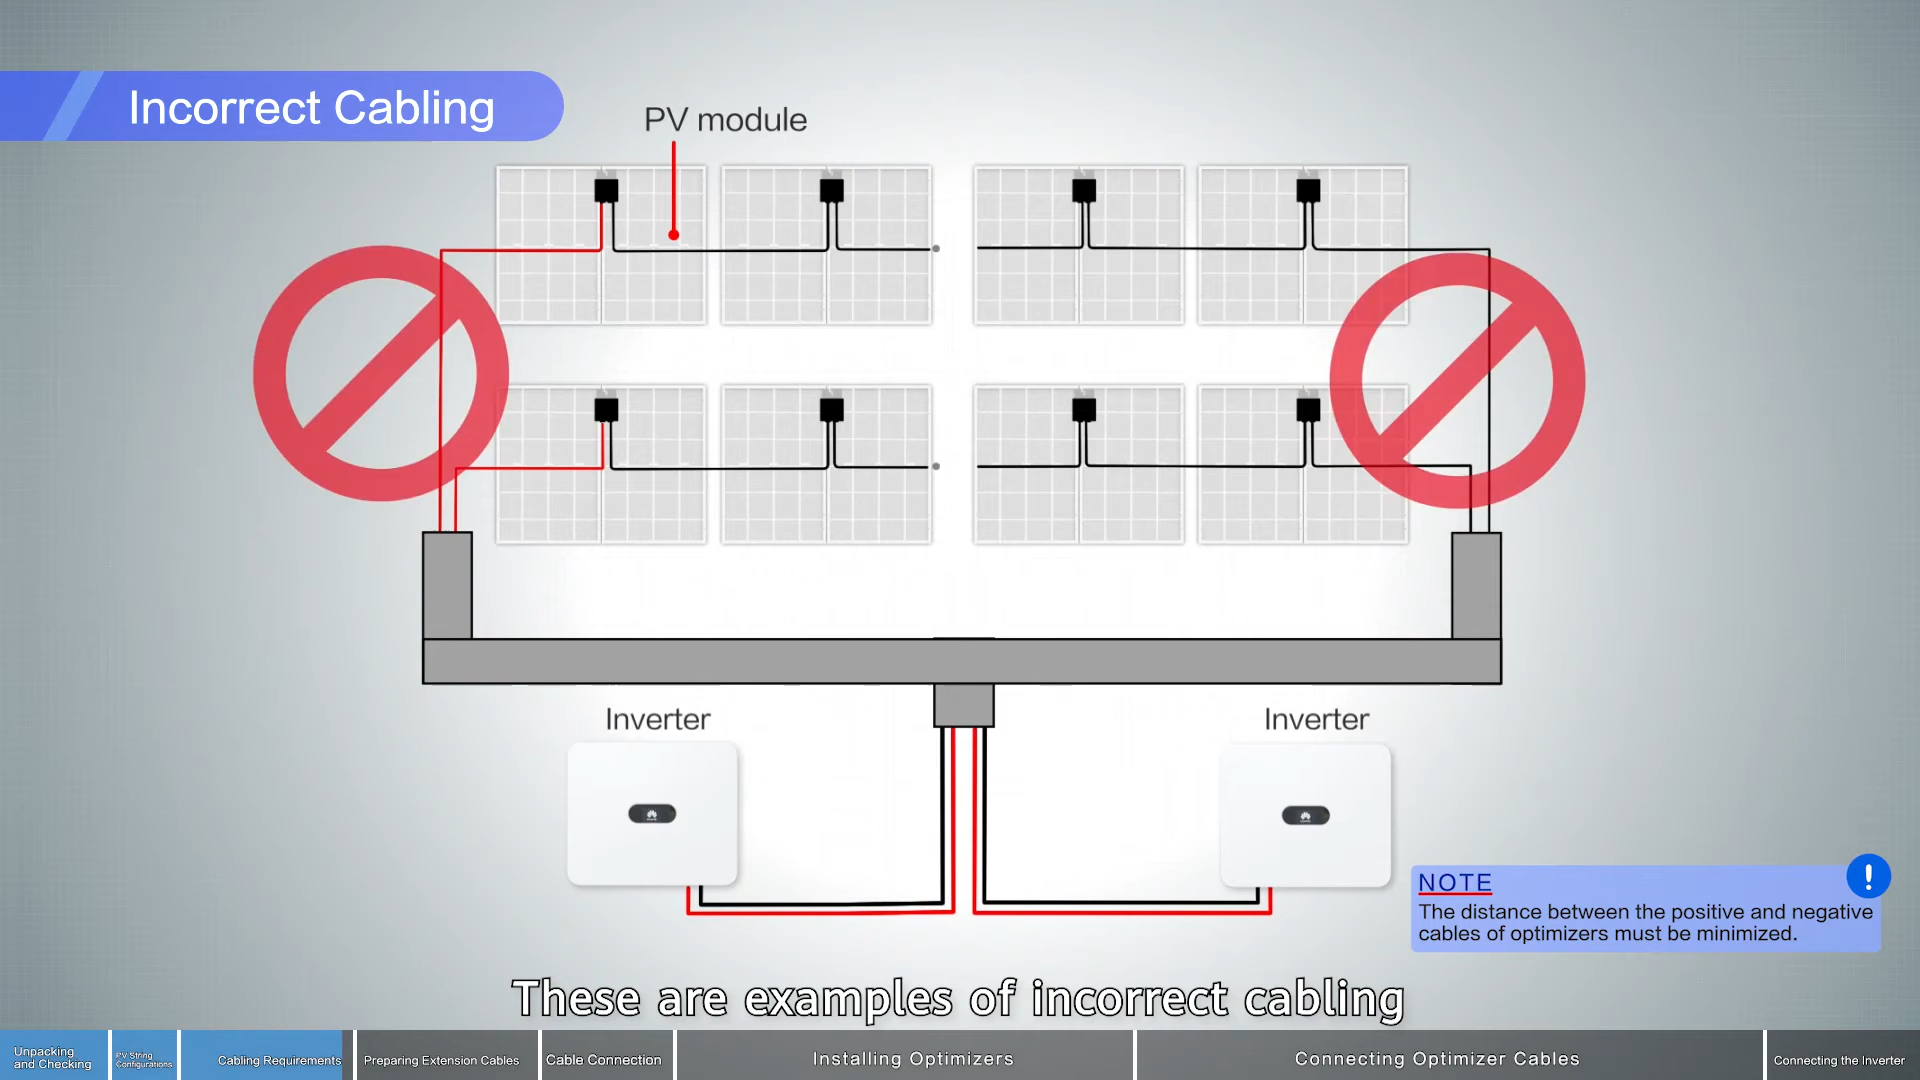 Incorrect Cabling
PV module
Inverter
Inverter
NOTE
The distance between the positive and negative
cables of optimizers must be minimized.
These are examples of incorrect cabling
Unpacking
and Checking
PV String
Configurations
Cabling Requirements
Preparing Extension Cables
Cable Connection
Installing Optimizers
Connecting Optimizer Cables
Connecting the Inverter